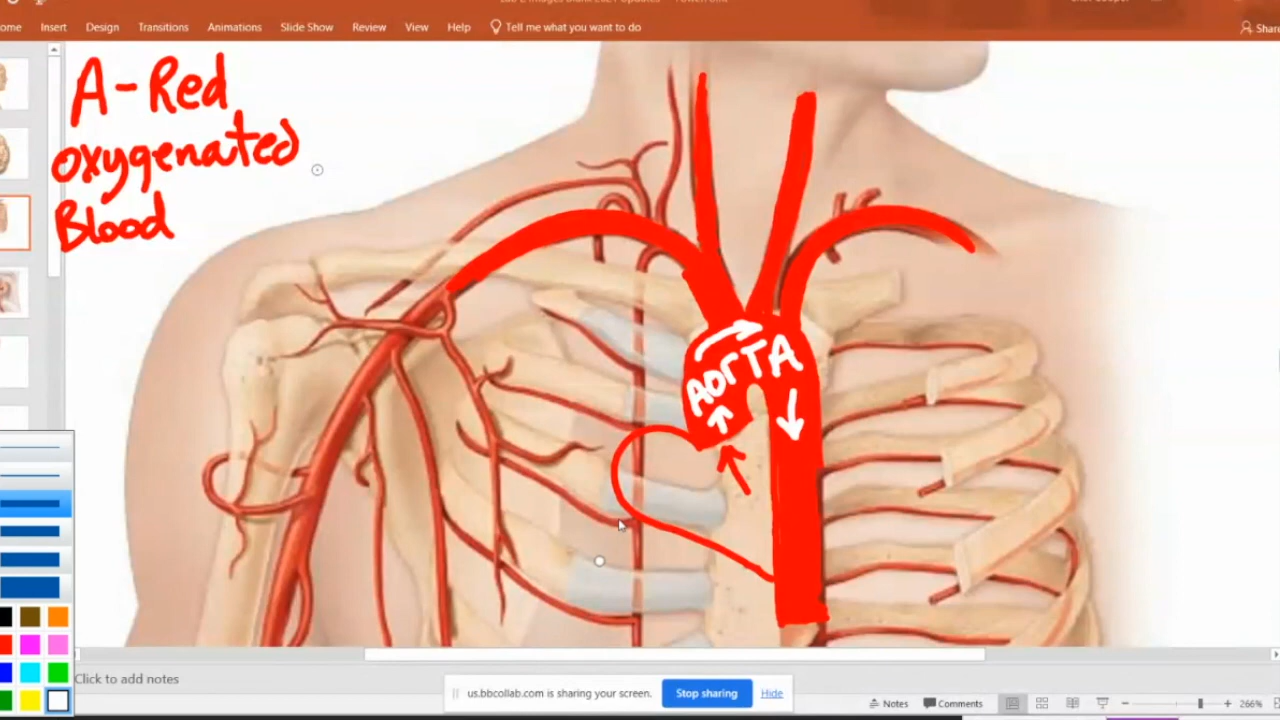 Home Insert Design Transitions Animations Slide Show Review View Help Tell me what you want to do Share
A-Red
oxygenated
Blood
AorTA
Click to add notes
us.bbcollab.com is sharing your screen. Stop sharing Hide
Notes Comments 266%